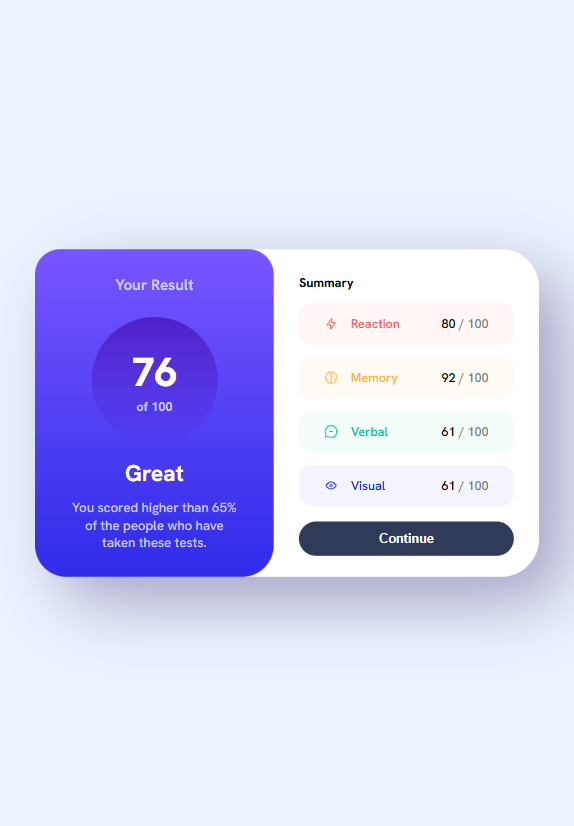 Your Result
76
of 100
Great
You scored higher than 65%
of the people who have
taken these tests.
Summary
Reaction 80 / 100
Memory 92 / 100
Verbal 61 / 100
Visual 61 / 100
Continue